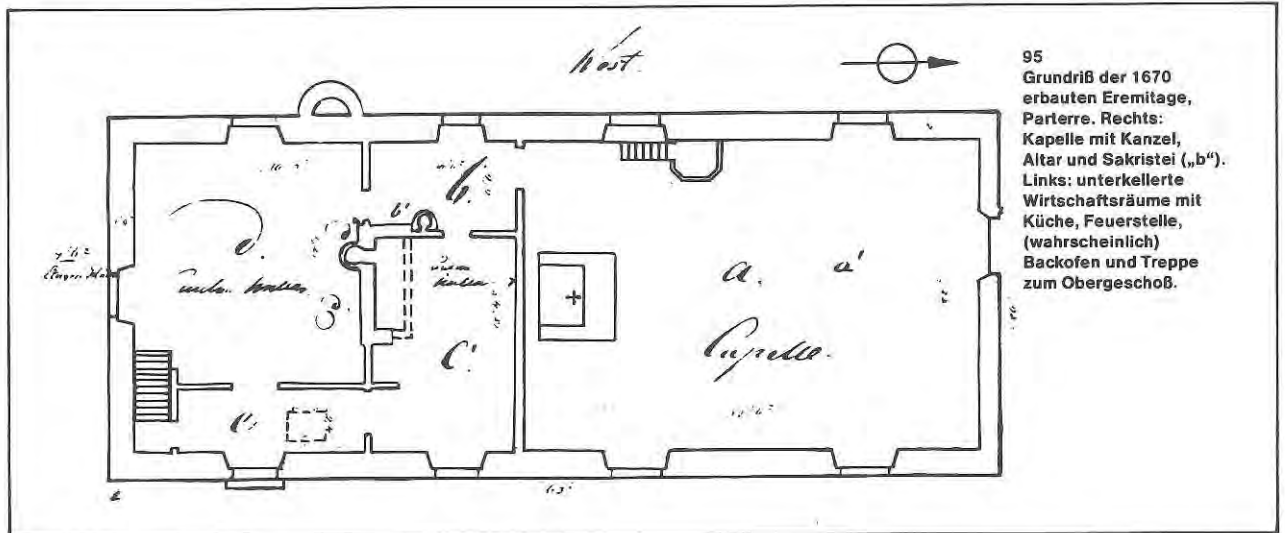 West.
95
Grundriß der 1670
erbauten Eremitage,
Parterre. Rechts:
Kapelle mit Kanzel,
Altar und Sakristei („b“).
Links: unterkellerte
Wirtschaftsräume mit
Küche, Feuerstelle,
(wahrscheinlich)
Backofen und Treppe
zum Obergeschoß.
b.
b'
d.
a. a'
Capelle.
C'
e.
63'